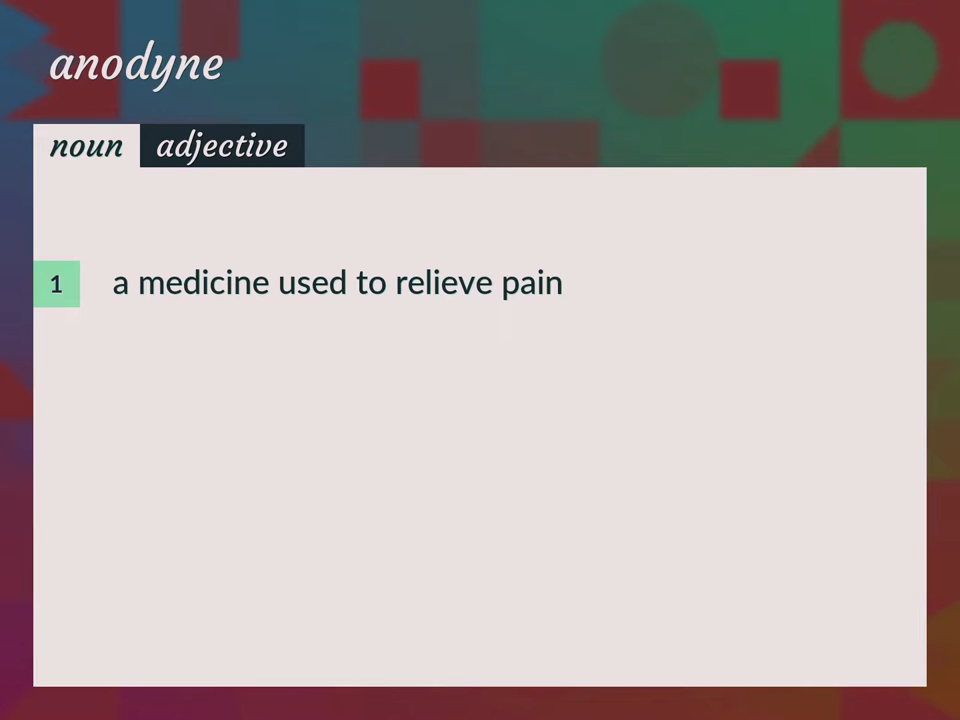 anodyne
noun adjective
1 a medicine used to relieve pain